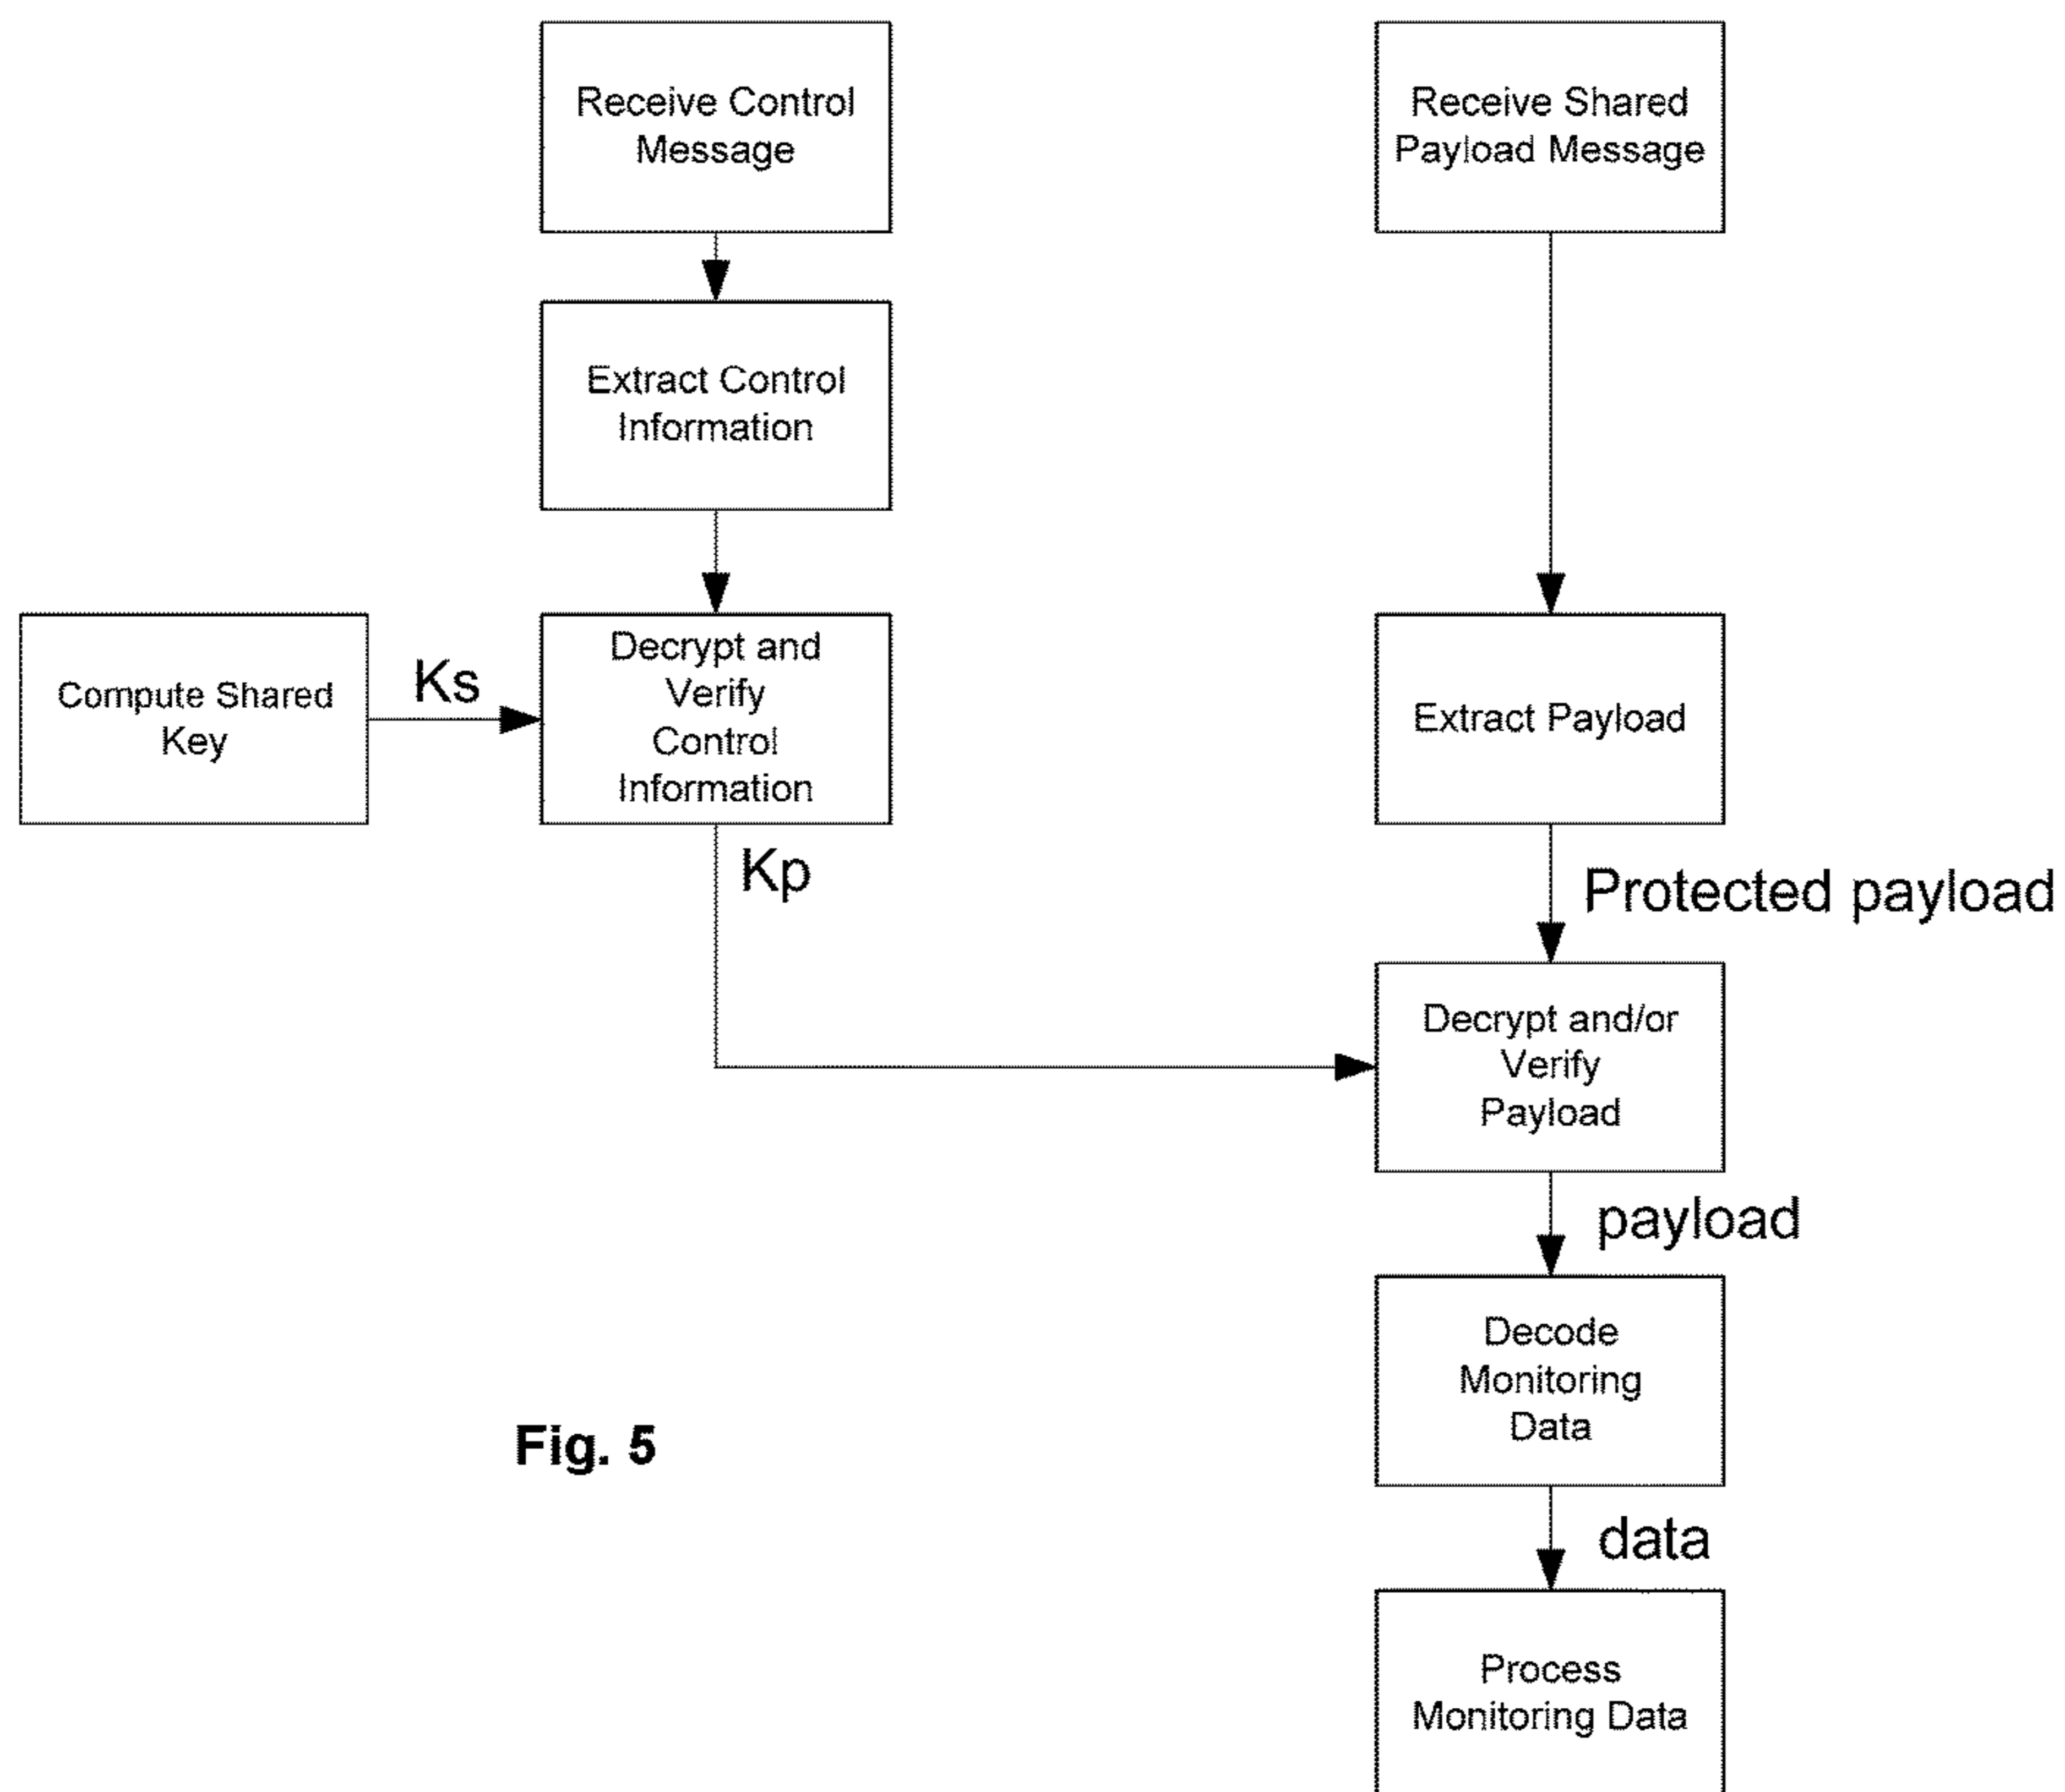 Receive Control
Message
Receive Shared
Payload Message
Extract Control
Information
Compute Shared
Key
Ks
Decrypt and
Verify
Control
Information
Extract Payload
Kp
Protected payload
Decrypt and/or
Verify
Payload
payload
Decode
Monitoring
Data
Fig. 5
data
Process
Monitoring Data